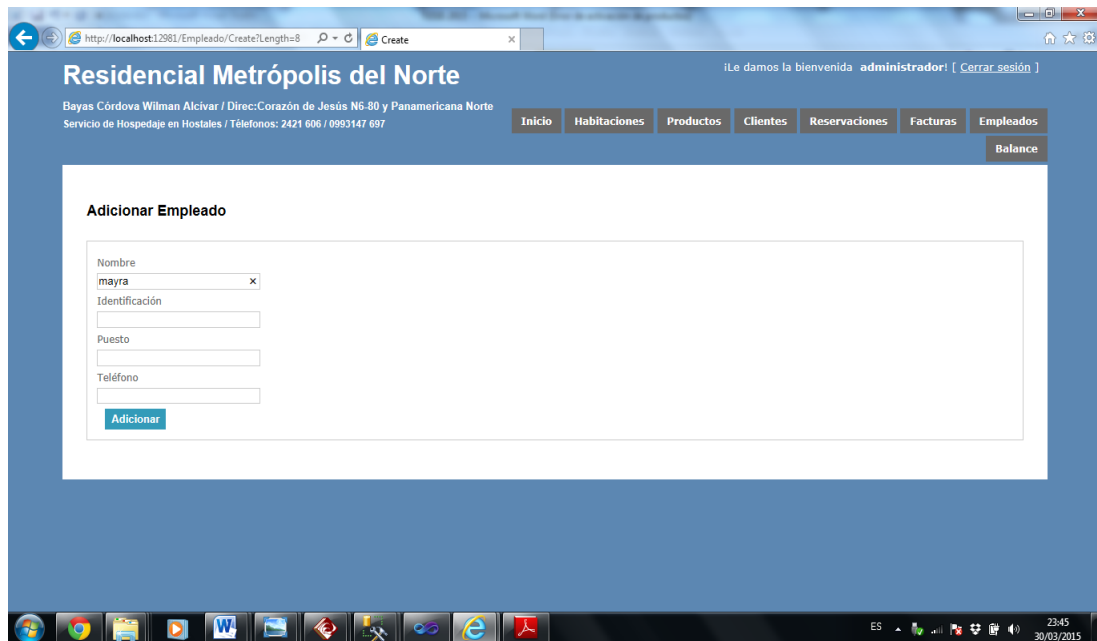 http://localhost:12981/Empleado/Create?Length=8
Create
Residencial Metrópolis del Norte
¡Le damos la bienvenida administrador! [ Cerrar sesión ]
Bayas Córdova Wilman Alcívar / Direc:Corazón de Jesús N6-80 y Panamericana Norte
Servicio de Hospedaje en Hostales / Télefonos: 2421 606 / 0993147 697
Inicio Habitaciones Productos Clientes Reservaciones Facturas Empleados
Balance
Adicionar Empleado
Nombre
mayra
Identificación
Puesto
Teléfono
Adicionar
ES
23:45
30/03/2015